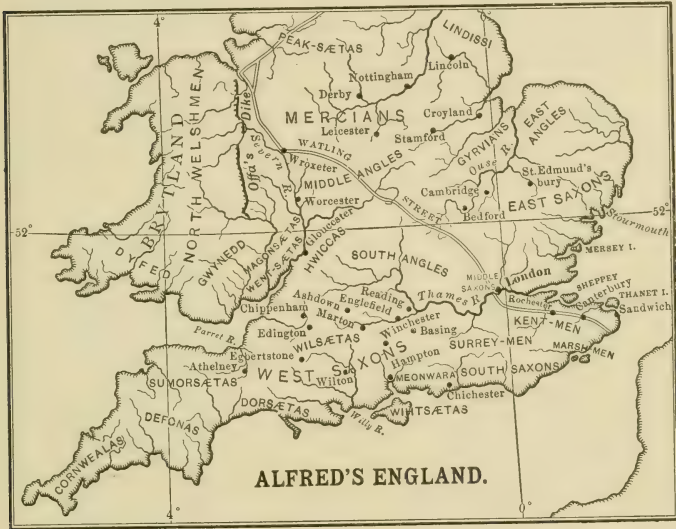 4°
0°
PEAK-SÆTAS
LINDISSI
Lincoln
Nottingham
Derby
MERCIANS
Croyland
Leicester
Stamford
EAST
ANGLES
GYRVIANS
Ouse R.
BRITLAND
NORTH WELSHMEN
Offa's Dike
Severn R.
WATLING
STREET
Wroxeter
MIDDLE ANGLES
Worcester
Cambridge
St.Edmund's
bury
Bedford
EAST SAXONS
52°
52°
Stourmouth
DYFED
GWYNEDD
MAGONSÆTAS
WENT-SÆTAS
Gloucester
HWICCAS
SOUTH ANGLES
MERSEY I.
MIDDLE
SAXONS
London
Chippenham
Ashdown
Reading
Englefield
Thames R
SHEPPEY
Rochester
Canterbury
THANET I.
Sandwich
Parret R.
Edington
Marton
Winchester
Basing
KENT-MEN
WILSÆTAS
SURREY-MEN
MARSH-MEN
Egbertstone
Athelney
WEST SAXONS
Hampton
SUMORSÆTAS
Wilton
MEONWARA
SOUTH SAXONS
DORSÆTAS
Chichester
DEFONAS
Willy R.
WIHTSÆTAS
CORNWEALAS
ALFRED'S ENGLAND.
4°
0°